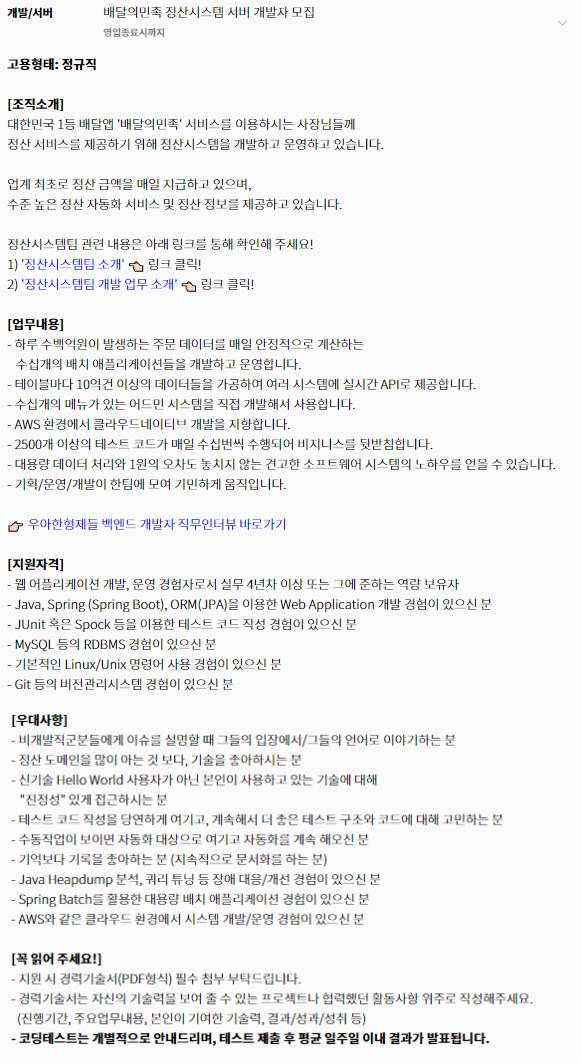 개발/서버
배달의민족 정산시스템 서버 개발자 모집
영입종료시까지
고용형태: 정규직
[조직소개]
대한민국 1등 배달앱 '배달의민족' 서비스를 이용하시는 사장님들께
정산 서비스를 제공하기 위해 정산시스템을 개발하고 운영하고 있습니다.
업계 최초로 정산 금액을 매일 지급하고 있으며,
수준 높은 정산 자동화 서비스 및 정산 정보를 제공하고 있습니다.
정산시스템팀 관련 내용은 아래 링크를 통해 확인해 주세요!
1) '정산시스템팀 소개' 👈 링크 클릭!
2) '정산시스템팀 개발 업무 소개' 👈 링크 클릭!
[업무내용]
- 하루 수백억원이 발생하는 주문 데이터를 매일 안정적으로 계산하는
수십개의 배치 애플리케이션들을 개발하고 운영합니다.
- 테이블마다 10억건 이상의 데이터들을 가공하여 여러 시스템에 실시간 API로 제공합니다.
- 수십개의 메뉴가 있는 어드민 시스템을 직접 개발해서 사용합니다.
- AWS 환경에서 클라우드네이티브 개발을 지향합니다.
- 2500개 이상의 테스트 코드가 매일 수십번씩 수행되어 비지니스를 뒷받침합니다.
- 대용량 데이터 처리와 1원의 오차도 놓치지 않는 견고한 소프트웨어 시스템의 노하우를 얻을 수 있습니다.
- 기획/운영/개발이 한팀에 모여 기민하게 움직입니다.
👉 우아한형제들 백엔드 개발자 직무인터뷰 바로가기
[지원자격]
- 웹 어플리케이션 개발, 운영 경험자로서 실무 4년차 이상 또는 그에 준하는 역량 보유자
- Java, Spring (Spring Boot), ORM(JPA)을 이용한 Web Application 개발 경험이 있으신 분
- JUnit 혹은 Spock 등을 이용한 테스트 코드 작성 경험이 있으신 분
- MySQL 등의 RDBMS 경험이 있으신 분
- 기본적인 Linux/Unix 명령어 사용 경험이 있으신 분
- Git 등의 버전관리시스템 경험이 있으신 분
[우대사항]
- 비개발직군분들에게 이슈를 설명할 때 그들의 입장에서/그들의 언어로 이야기하는 분
- 정산 도메인을 많이 아는 것 보다, 기술을 좋아하시는 분
- 신기술 Hello World 사용자가 아닌 본인이 사용하고 있는 기술에 대해
"진정성" 있게 접근하시는 분
- 테스트 코드 작성을 당연하게 여기고, 계속해서 더 좋은 테스트 구조와 코드에 대해 고민하는 분
- 수동작업이 보이면 자동화 대상으로 여기고 자동화를 계속 해오신 분
- 기억보다 기록을 좋아하는 분 (지속적으로 문서화를 하는 분)
- Java Heapdump 분석, 쿼리 튜닝 등 장애 대응/개선 경험이 있으신 분
- Spring Batch를 활용한 대용량 배치 애플리케이션 경험이 있으신 분
- AWS와 같은 클라우드 환경에서 시스템 개발/운영 경험이 있으신 분
[꼭 읽어 주세요!]
- 지원 시 경력기술서(PDF형식) 필수 첨부 부탁드립니다.
- 경력기술서는 자신의 기술력을 보여 줄 수 있는 프로젝트나 협력했던 활동사항 위주로 작성해주세요.
(진행기간, 주요업무내용, 본인이 기여한 기술력, 결과/성과/성취 등)
- 코딩테스트는 개별적으로 안내드리며, 테스트 제출 후 평균 일주일 이내 결과가 발표됩니다.